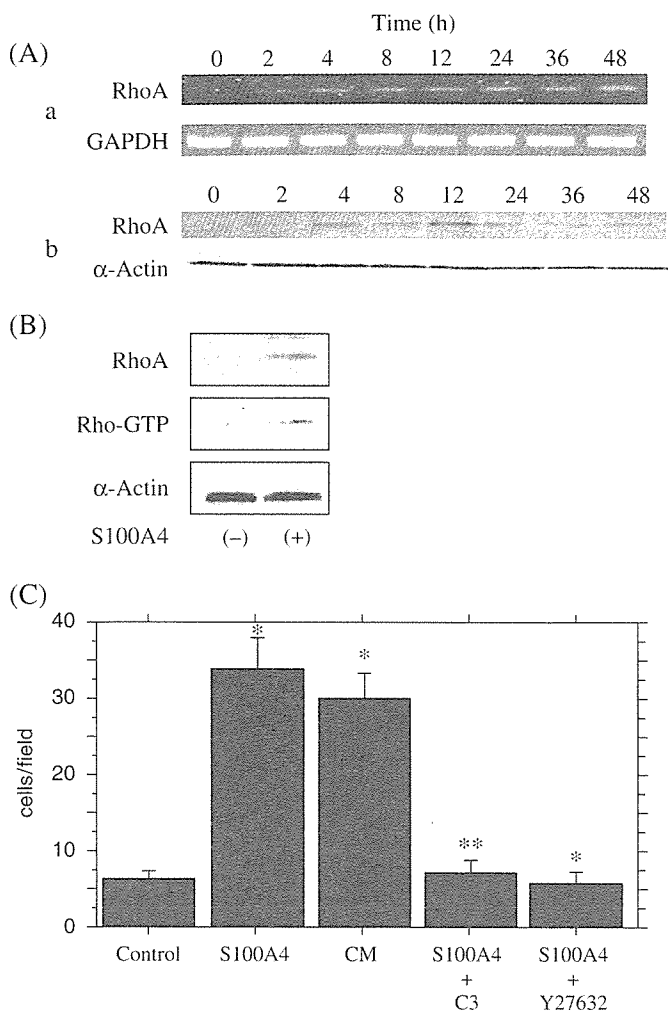 Time (h)
(A)
0 2 4 8 12 24 36 48
RhoA
a
GAPDH
0 2 4 8 12 24 36 48
RhoA
b
α-Actin
(B)
RhoA
Rho-GTP
α-Actin
S100A4 (–) (+)
(C)
40
*
*
30
cells/field
20
10
**
*
0
Control S100A4 CM S100A4 S100A4
+ +
C3 Y27632